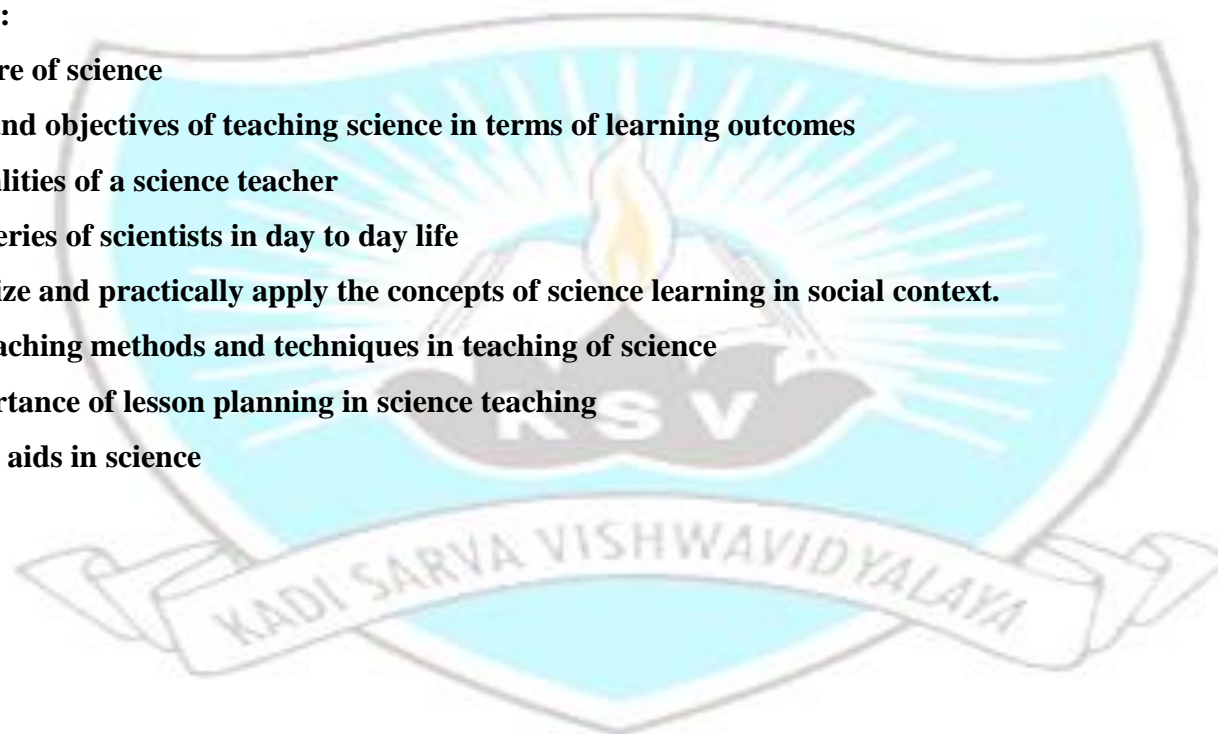 :
re of science
and objectives of teaching science in terms of learning outcomes
alities of a science teacher
eries of scientists in day to day life
ize and practically apply the concepts of science learning in social context.
aching methods and techniques in teaching of science
rtance of lesson planning in science teaching
aids in science
K S V
KADI SARVA VISHWAVIDYALAYA